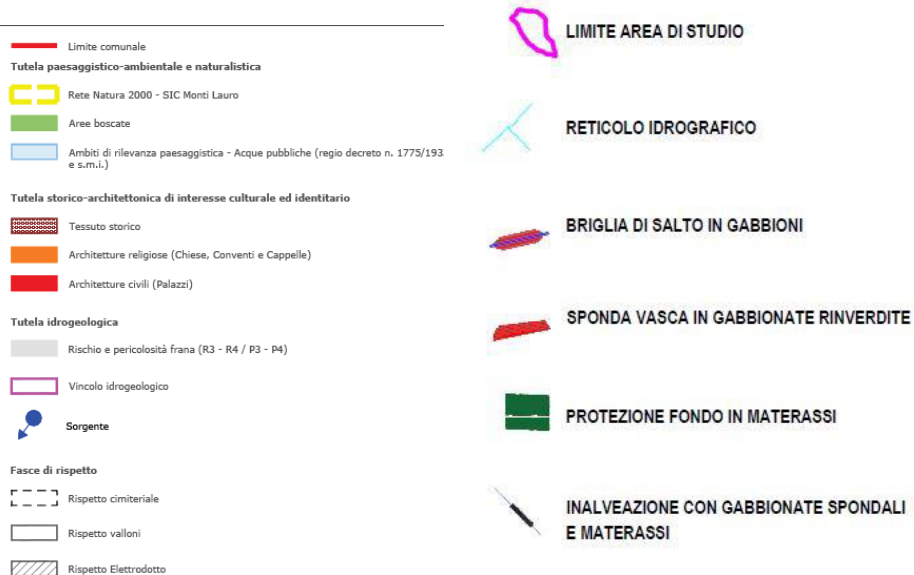 Limite comunale
Tutela paesaggistico-ambientale e naturalistica
Rete Natura 2000 - SIC Monti Lauro
Aree boscate
Ambiti di rilevanza paesaggistica - Acque pubbliche (regio decreto n. 1775/193
e s.m.i.)
Tutela storico-architettonica di interesse culturale ed identitario
Tessuto storico
Architetture religiose (Chiese, Conventi e Cappelle)
Architetture civili (Palazzi)
Tutela idrogeologica
Rischio e pericolosità frana (R3 - R4 / P3 - P4)
Vincolo idrogeologico
Sorgente
Fasce di rispetto
Rispetto cimiteriale
Rispetto valloni
Rispetto Elettrodotto
LIMITE AREA DI STUDIO
RETICOLO IDROGRAFICO
BRIGLIA DI SALTO IN GABBIONI
SPONDA VASCA IN GABBIONATE RINVERDITE
PROTEZIONE FONDO IN MATERASSI
INALVEAZIONE CON GABBIONATE SPONDALI
E MATERASSI